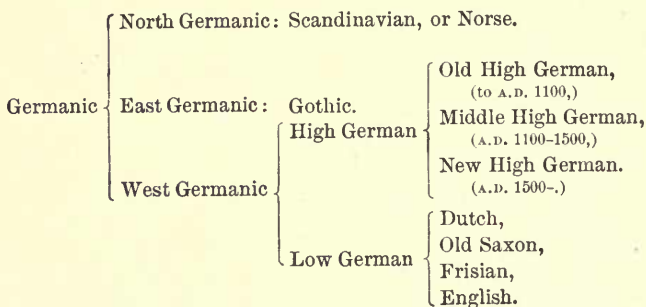 North Germanic: Scandinavian, or Norse.
Old High German,
(to A.D. 1100,)
Germanic East Germanic: Gothic.
High German Middle High German,
(A.D. 1100-1500,)
New High German.
West Germanic (A.D. 1500-.)
Dutch,
Old Saxon,
Low German
Frisian,
English.